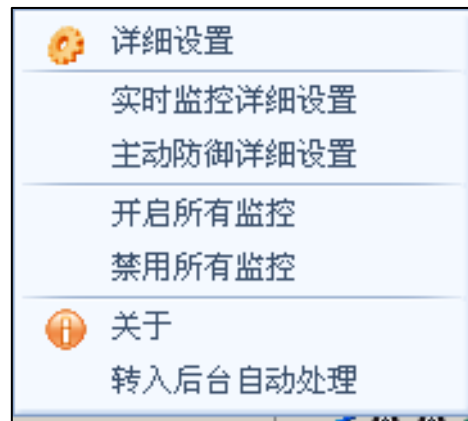 详细设置
实时监控详细设置
主动防御详细设置
开启所有监控
禁用所有监控
关于
转入后台自动处理